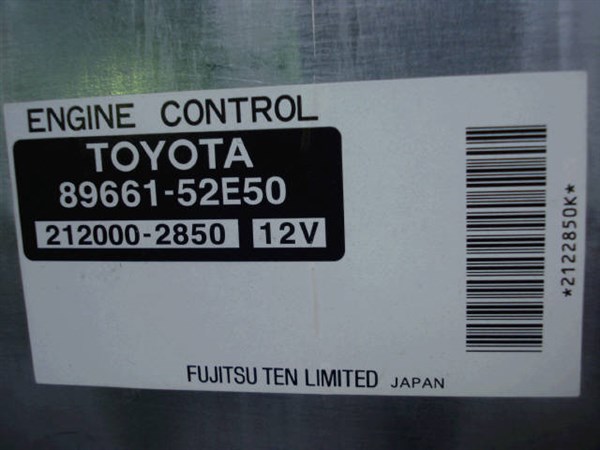 ENGINE CONTROL
TOYOTA
89661-52E50
212000-2850 12V
*2122850K*
FUJITSU TEN LIMITED JAPAN